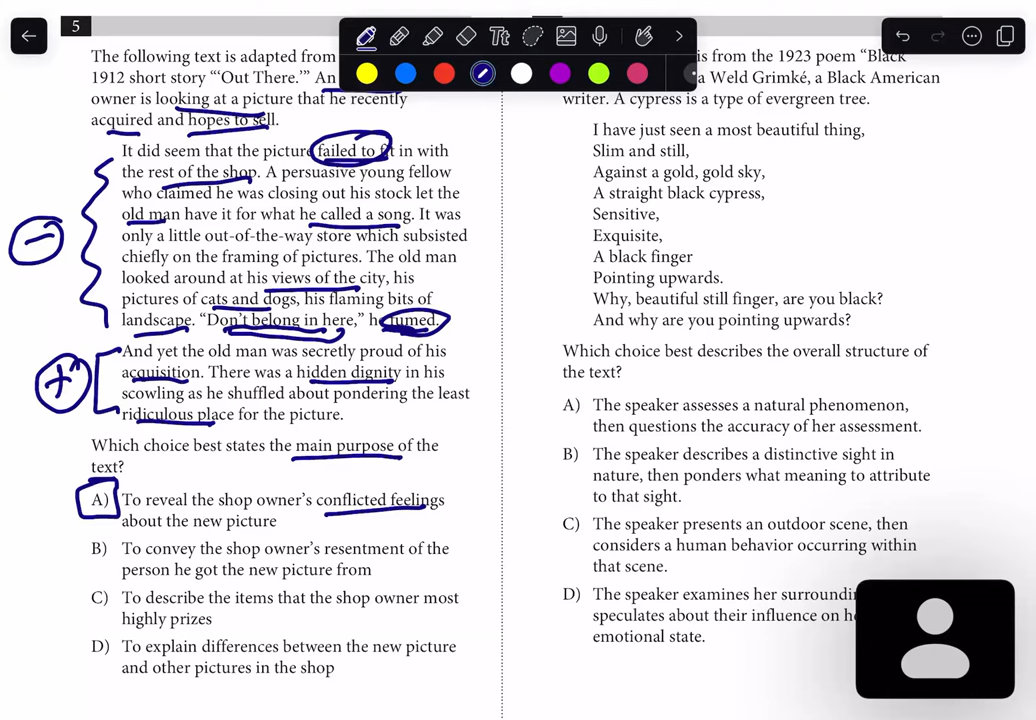 5
The following text is adapted from
1912 short story “‘Out There.’” An
owner is looking at a picture that he recently
acquired and hopes to sell.
It did seem that the picture failed to fit in with
the rest of the shop. A persuasive young fellow
who claimed he was closing out his stock let the
old man have it for what he called a song. It was
only a little out-of-the-way store which subsisted
chiefly on the framing of pictures. The old man
looked around at his views of the city, his
pictures of cats and dogs, his flaming bits of
landscape. “Don’t belong in here,” he fumed.
And yet the old man was secretly proud of his
acquisition. There was a hidden dignity in his
scowling as he shuffled about pondering the least
ridiculous place for the picture.
Which choice best states the main purpose of the
text?
A) To reveal the shop owner’s conflicted feelings
about the new picture
B) To convey the shop owner’s resentment of the
person he got the new picture from
C) To describe the items that the shop owner most
highly prizes
D) To explain differences between the new picture
and other pictures in the shop
Tt
is from the 1923 poem “Black
a Weld Grimké, a Black American
writer. A cypress is a type of evergreen tree.
I have just seen a most beautiful thing,
Slim and still,
Against a gold, gold sky,
A straight black cypress,
Sensitive,
Exquisite,
A black finger
Pointing upwards.
Why, beautiful still finger, are you black?
And why are you pointing upwards?
Which choice best describes the overall structure of
the text?
A) The speaker assesses a natural phenomenon,
then questions the accuracy of her assessment.
B) The speaker describes a distinctive sight in
nature, then ponders what meaning to attribute
to that sight.
C) The speaker presents an outdoor scene, then
considers a human behavior occurring within
that scene.
D) The speaker examines her
speculates about their influence on
emotional state.